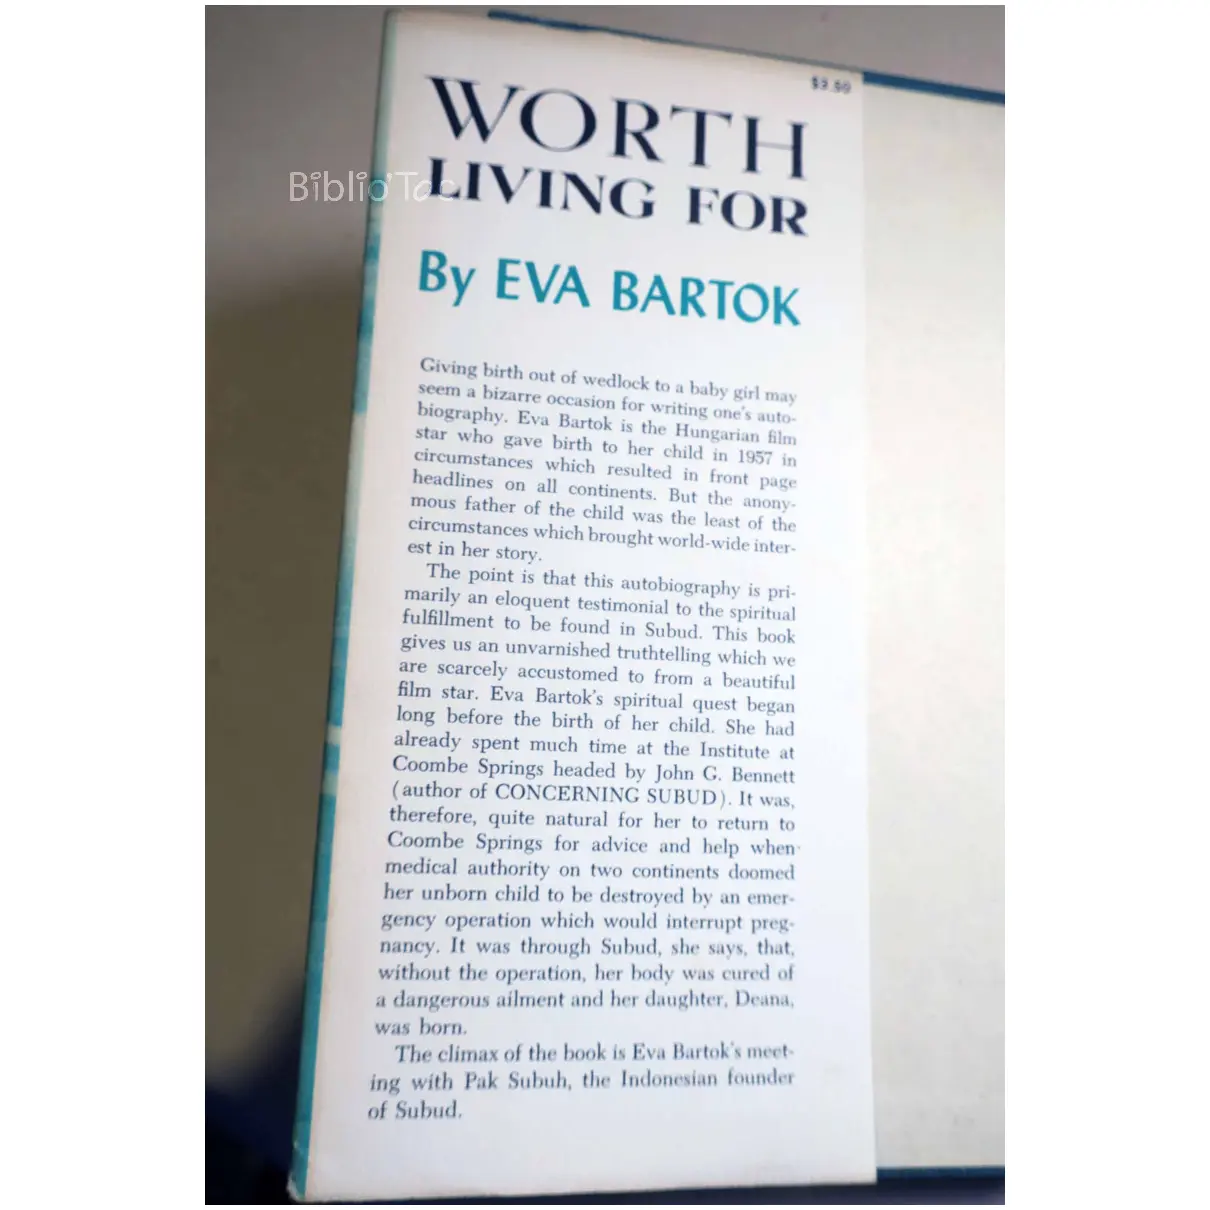 $3.50
WORTH
LIVING FOR
Biblio'Toc
By EVA BARTOK
Giving birth out of wedlock to a baby girl may
seem a bizarre occasion for writing one's auto-
biography. Eva Bartok is the Hungarian film
star who gave birth to her child in 1957 in
circumstances which resulted in front page
headlines on all continents. But the anony-
mous father of the child was the least of the
circumstances which brought world-wide inter-
est in her story.
The point is that this autobiography is pri-
marily an eloquent testimonial to the spiritual
fulfillment to be found in Subud. This book
gives us an unvarnished truthtelling which we
are scarcely accustomed to from a beautiful
film star. Eva Bartok's spiritual quest began
long before the birth of her child. She had
already spent much time at the Institute at
Coombe Springs headed by John G. Bennett
(author of CONCERNING SUBUD). It was,
therefore, quite natural for her to return to
Coombe Springs for advice and help when
medical authority on two continents doomed
her unborn child to be destroyed by an emer-
gency operation which would interrupt preg-
nancy. It was through Subud, she says, that,
without the operation, her body was cured of
a dangerous ailment and her daughter, Deana,
was born.
The climax of the book is Eva Bartok's meet-
ing with Pak Subuh, the Indonesian founder
of Subud.